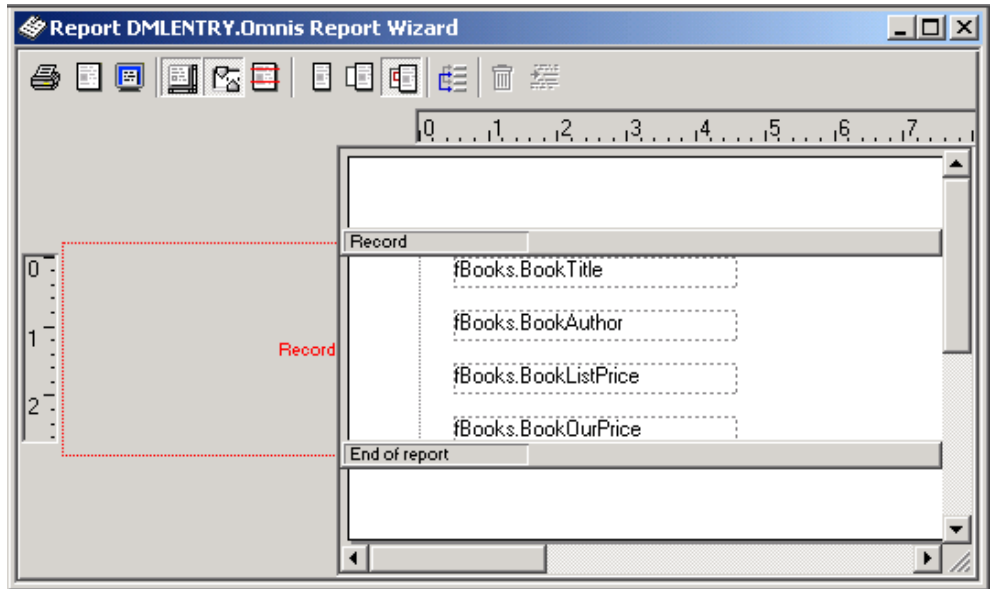 Report DMLENTRY.Omnis Report Wizard
0 1 2 3 4 5 6 7
Record
0
fBooks.BookTitle
fBooks.BookAuthor
1
Record
fBooks.BookListPrice
2
fBooks.BookOurPrice
End of report